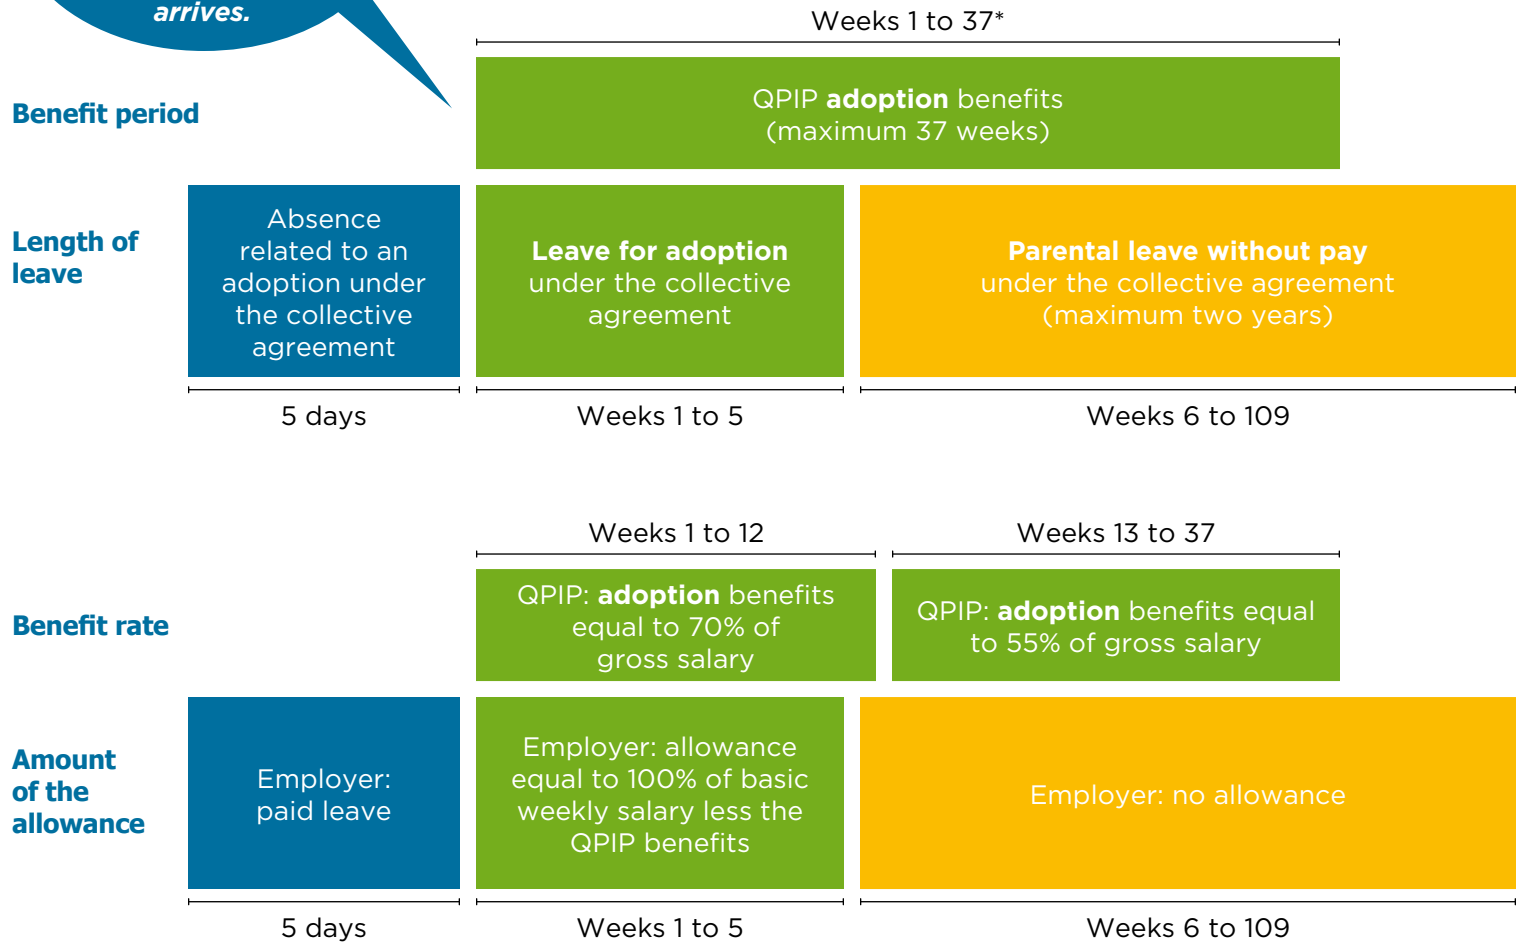 arrives.
Weeks 1 to 37*
Benefit period
QPIP adoption benefits
(maximum 37 weeks)
Length of
leave
Absence
related to an
adoption under
the collective
agreement
Leave for adoption
under the collective
agreement
Parental leave without pay
under the collective agreement
(maximum two years)
5 days
Weeks 1 to 5
Weeks 6 to 109
Weeks 1 to 12
Weeks 13 to 37
Benefit rate
QPIP: adoption benefits
equal to 70% of
gross salary
QPIP: adoption benefits equal
to 55% of gross salary
Amount
of the
allowance
Employer:
paid leave
Employer: allowance
equal to 100% of basic
weekly salary less the
QPIP benefits
Employer: no allowance
5 days
Weeks 1 to 5
Weeks 6 to 109